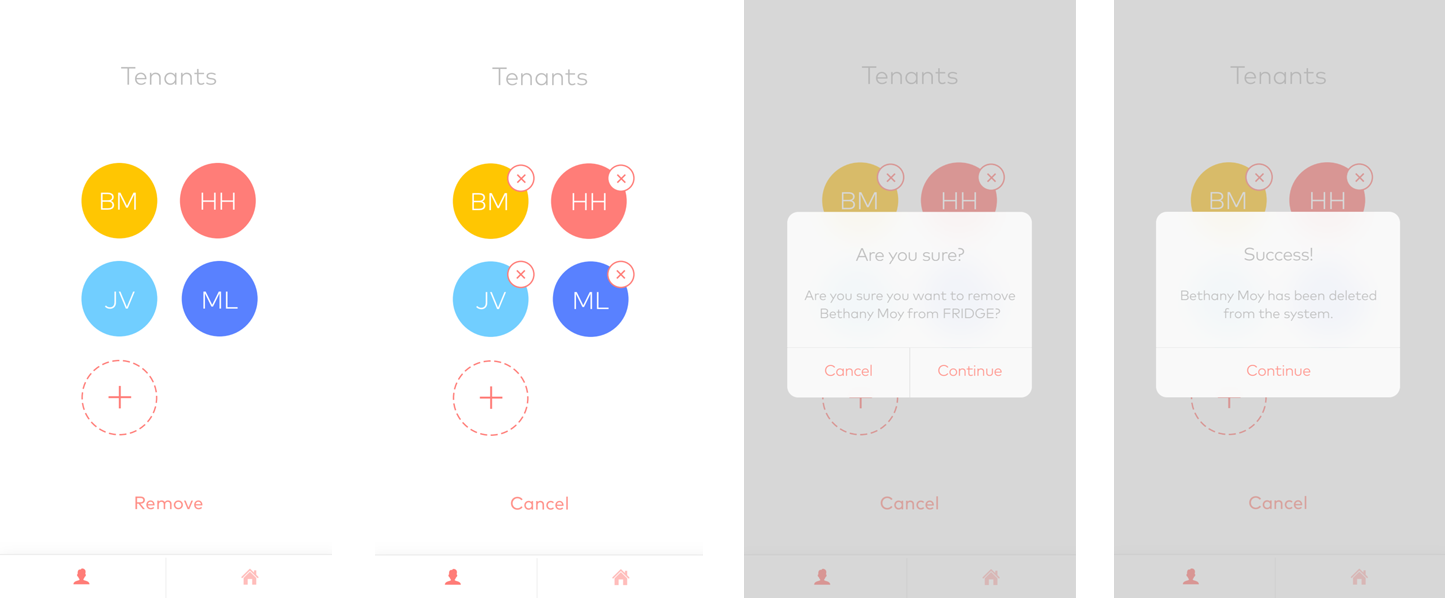 Tenants
BM HH
JV ML
Remove
Tenants
BM HH
JV ML
Cancel
Tenants
BM HH
Are you sure?
Are you sure you want to remove
Bethany Moy from FRIDGE?
Cancel Continue
Cancel
Tenants
BM HH
Success!
Bethany Moy has been deleted
from the system.
Continue
Cancel